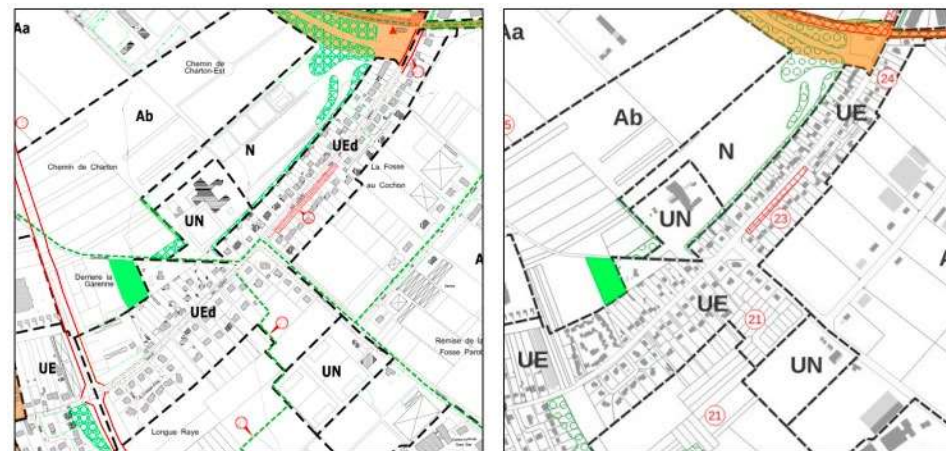 Aa
Chemin de
Charton-Est
Ab
N
UEd
La Fosse
au Cochon
Chemin de Charton
UN
A
Derriere la
Garenne
UEd
Remise de la
Fosse Parot
UE
UN
Longue Raye
Aa
24
UE
Ab
N
UN
23
A
UE
21
UN
UE
21